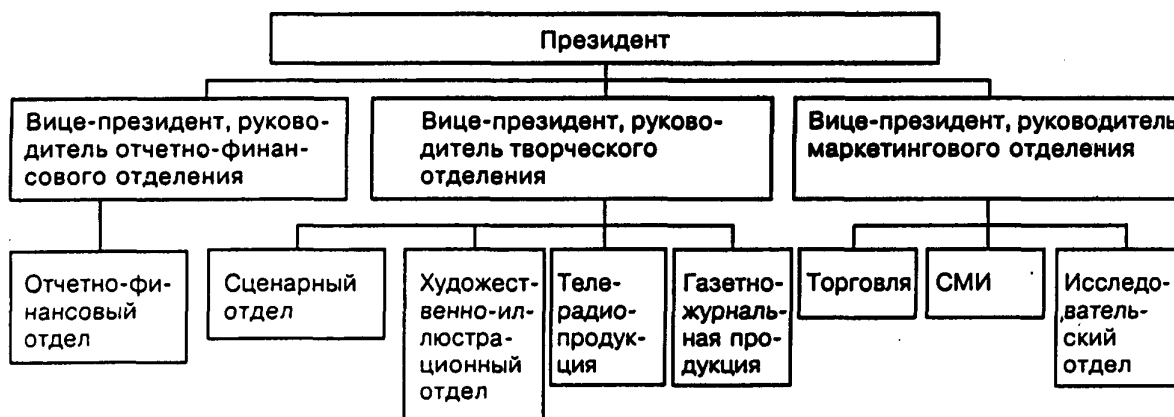 Президент
Вице-президент, руково-
дитель отчетно-финан-
сового отделения
Вице-президент, руково-
дитель творческого
отделения
Вице-президент, руководитель
маркетингового отделения
Отчетно-фи-
нансовый
отдел
Сценарный
отдел
Художест-
венно-ил-
люстра-
ционный
отдел
Теле-
радио-
продук-
ция
Газетно-
журналь-
ная про-
дукция
Торговля
СМИ
Исследо-
ватель-
ский
отдел